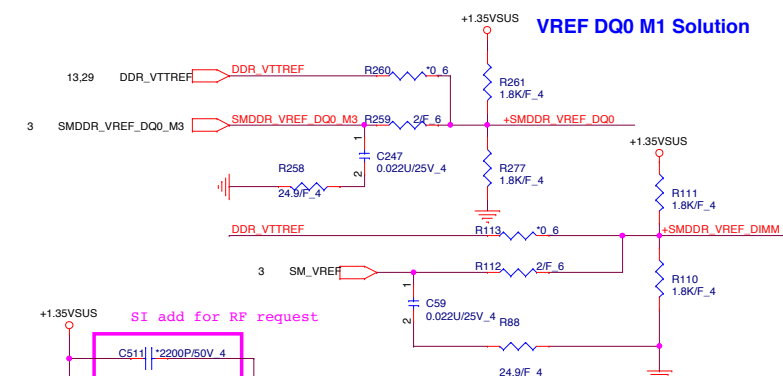 +1.35VSUS
VREF DQ0 M1 Solution
13,29 DDR_VTTREF DDR_VTTREF R260 *0_6
R261
1.8K/F_4
3 SMDDR_VREF_DQ0_M3 SMDDR_VREF_DQ0_M3 R259 2/F_6 +SMDDR_VREF_DQ0
1
C247
0.022U/25V_4
2
R258
24.9/F_4
R277
1.8K/F_4
+1.35VSUS
R111
1.8K/F_4
DDR_VTTREF R113 *0_6 +SMDDR_VREF_DIMM
3 SM_VREF R112 2/F_6
R110
1.8K/F_4
1
C59
0.022U/25V_4
2
R88
24.9/F_4
+1.35VSUS
SI add for RF request
C511 *2200P/50V_4